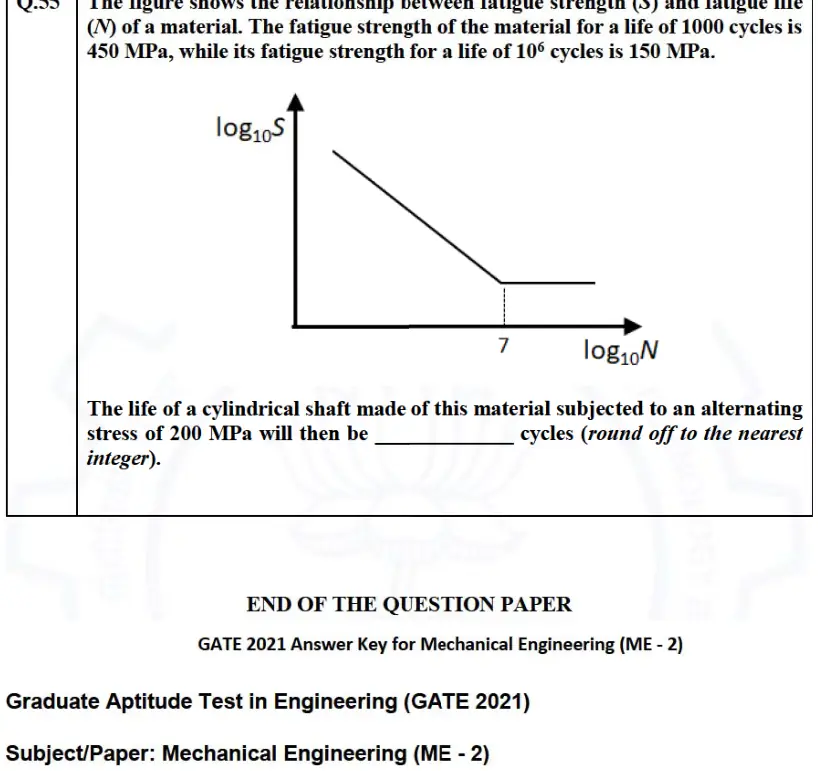 Q.55 The figure shows the relationship between fatigue strength (S) and fatigue life
(N) of a material. The fatigue strength of the material for a life of 1000 cycles is
450 MPa, while its fatigue strength for a life of 10⁶ cycles is 150 MPa.
log₁₀S
7
log₁₀N
The life of a cylindrical shaft made of this material subjected to an alternating
stress of 200 MPa will then be ______________ cycles (round off to the nearest
integer).
END OF THE QUESTION PAPER
GATE 2021 Answer Key for Mechanical Engineering (ME - 2)
Graduate Aptitude Test in Engineering (GATE 2021)
Subject/Paper: Mechanical Engineering (ME - 2)